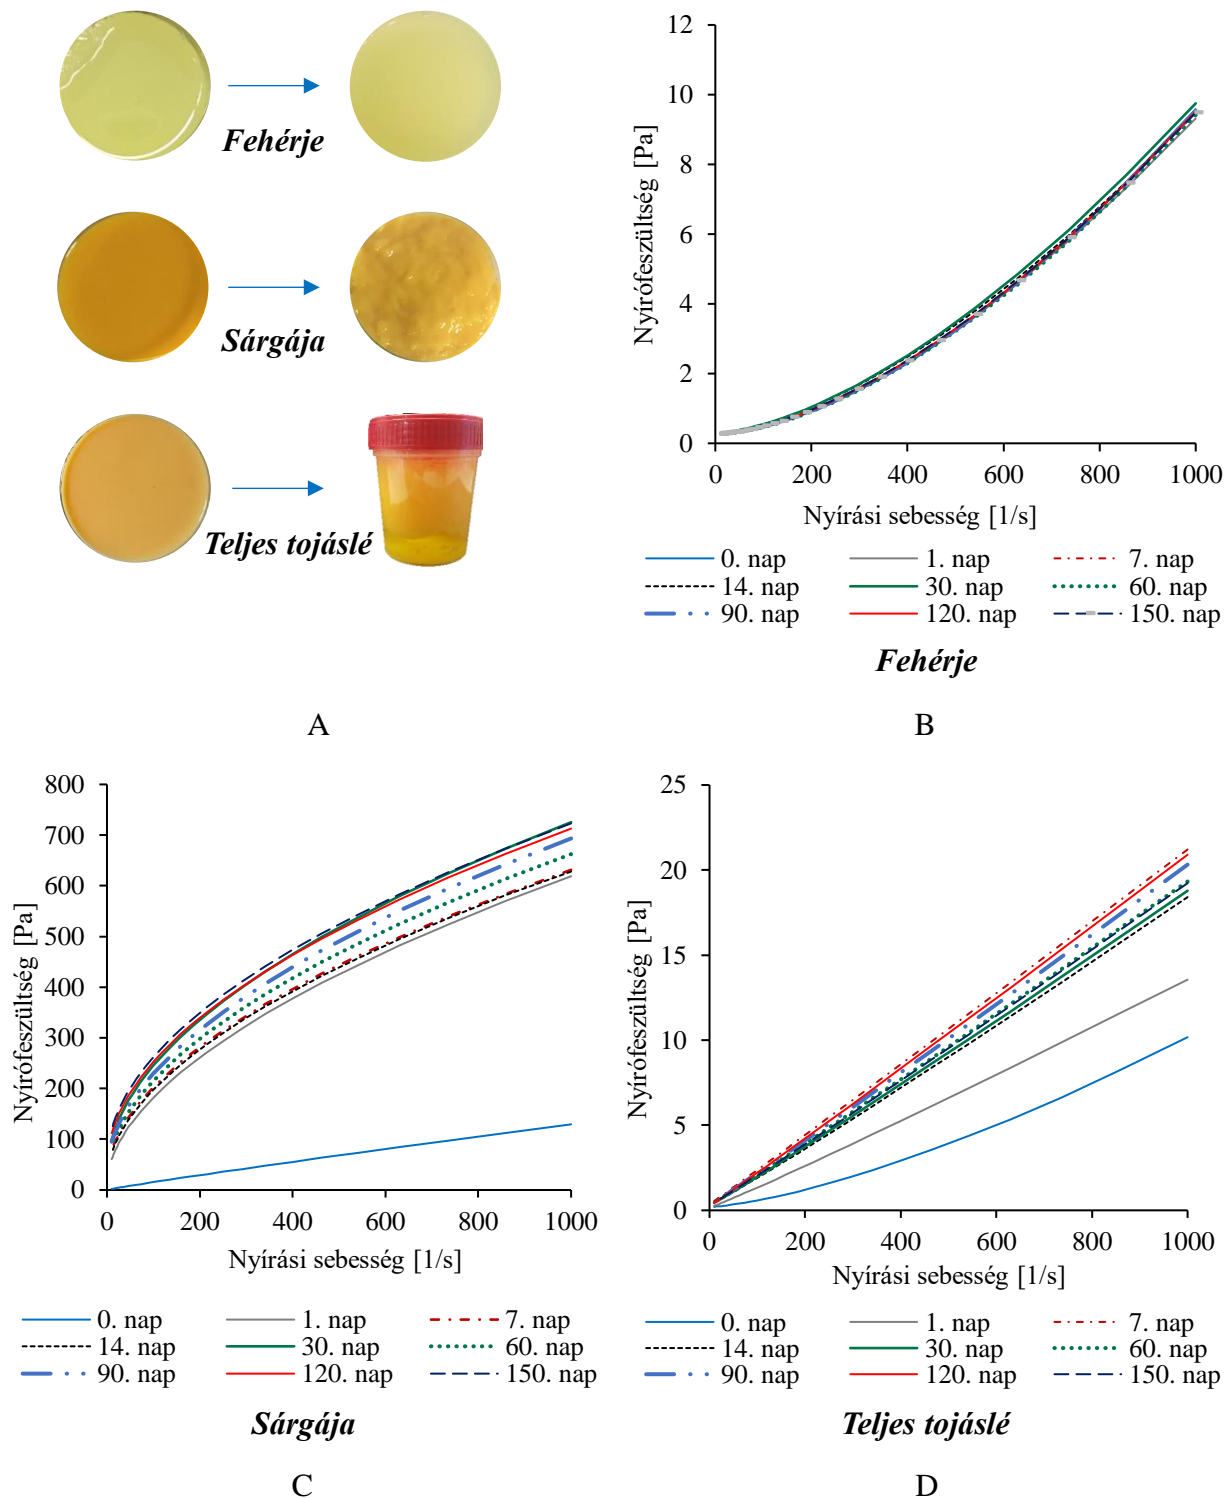 Fehérje
Sárgája
Teljes tojáslé
A
12
10
8
6
4
2
0
Nyírófeszültség [Pa]
0 200 400 600 800 1000
Nyírási sebesség [1/s]
0. nap 1. nap 7. nap
14. nap 30. nap 60. nap
90. nap 120. nap 150. nap
Fehérje
B
800
700
600
500
400
300
200
100
0
Nyírófeszültség [Pa]
0 200 400 600 800 1000
Nyírási sebesség [1/s]
0. nap 1. nap 7. nap
14. nap 30. nap 60. nap
90. nap 120. nap 150. nap
Sárgája
C
25
20
15
10
5
0
Nyírófeszültség [Pa]
0 200 400 600 800 1000
Nyírási sebesség [1/s]
0. nap 1. nap 7. nap
14. nap 30. nap 60. nap
90. nap 120. nap 150. nap
Teljes tojáslé
D